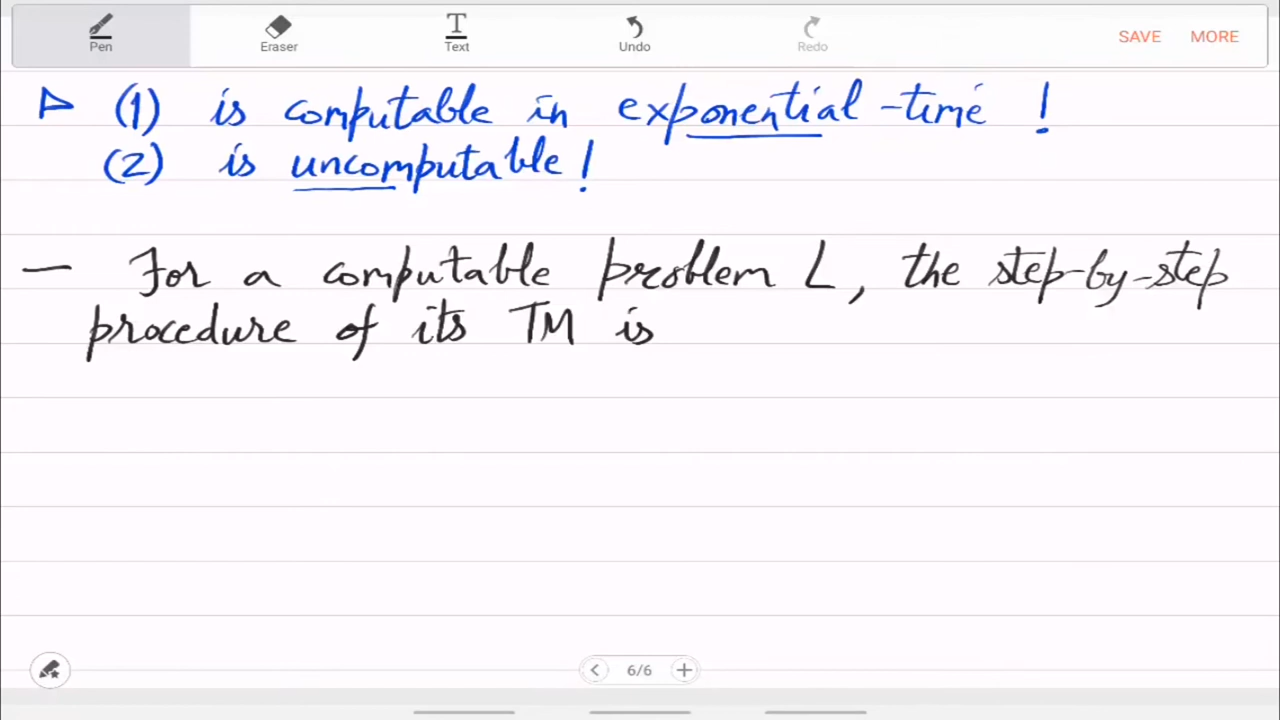 Pen
Eraser
Text
Undo
Redo
SAVE
MORE
▷ (1) is computable in exponential-time !
(2) is uncomputable !
— For a computable problem L, the step-by-step
procedure of its TM is
6/6